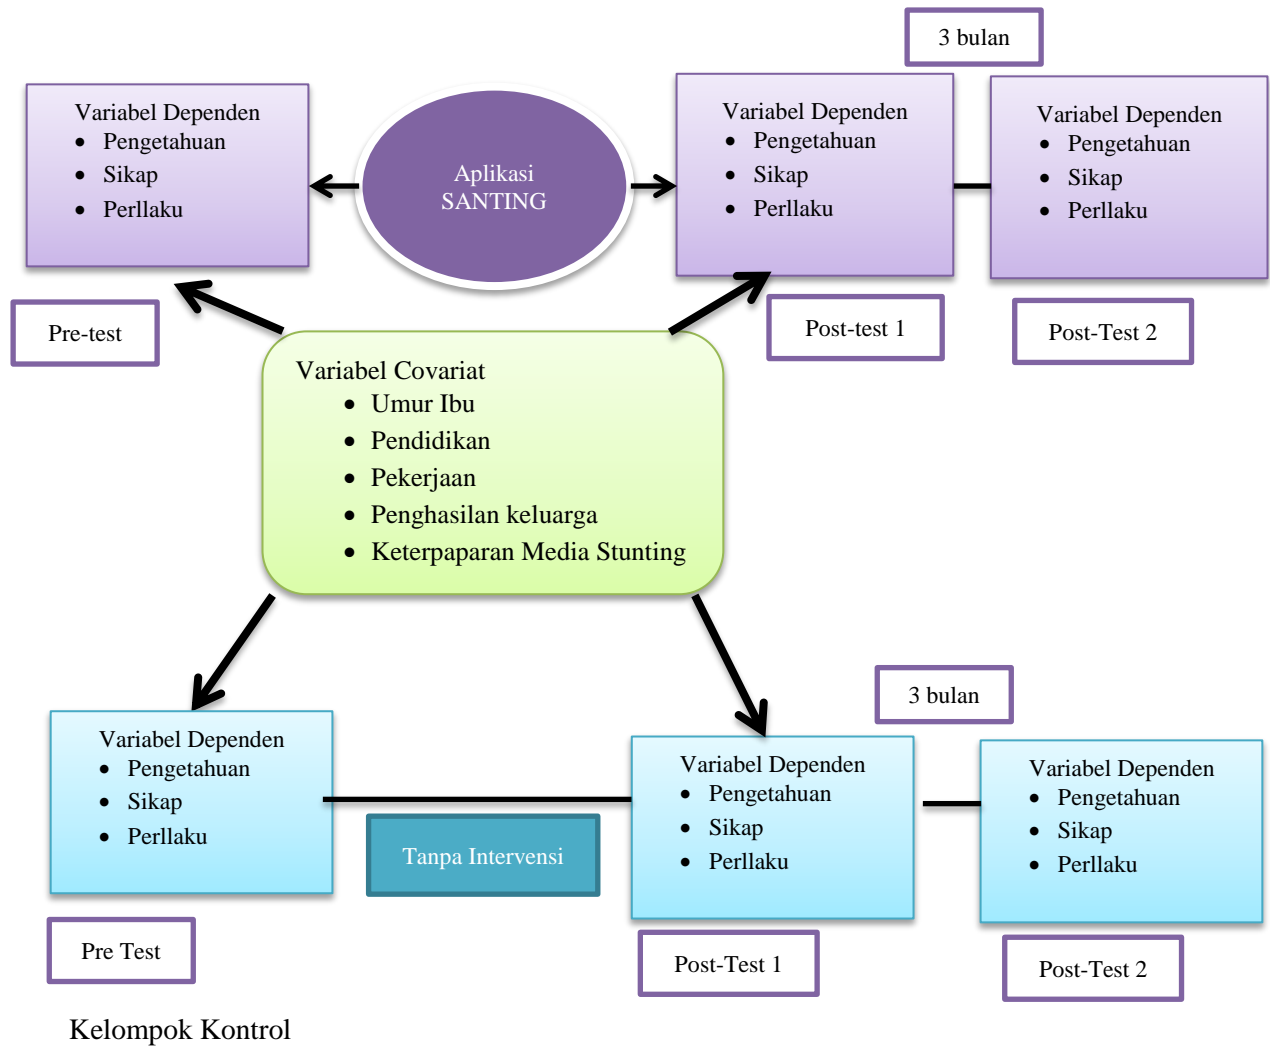 3 bulan
Variabel Dependen
• Pengetahuan
• Sikap
• Perllaku
Aplikasi
SANTING
Variabel Dependen
• Pengetahuan
• Sikap
• Perllaku
Variabel Dependen
• Pengetahuan
• Sikap
• Perllaku
Pre-test
Post-test 1
Post-Test 2
Variabel Covariat
• Umur Ibu
• Pendidikan
• Pekerjaan
• Penghasilan keluarga
• Keterpaparan Media Stunting
3 bulan
Variabel Dependen
• Pengetahuan
• Sikap
• Perllaku
Tanpa Intervensi
Variabel Dependen
• Pengetahuan
• Sikap
• Perllaku
Variabel Dependen
• Pengetahuan
• Sikap
• Perllaku
Pre Test
Post-Test 1
Post-Test 2
Kelompok Kontrol